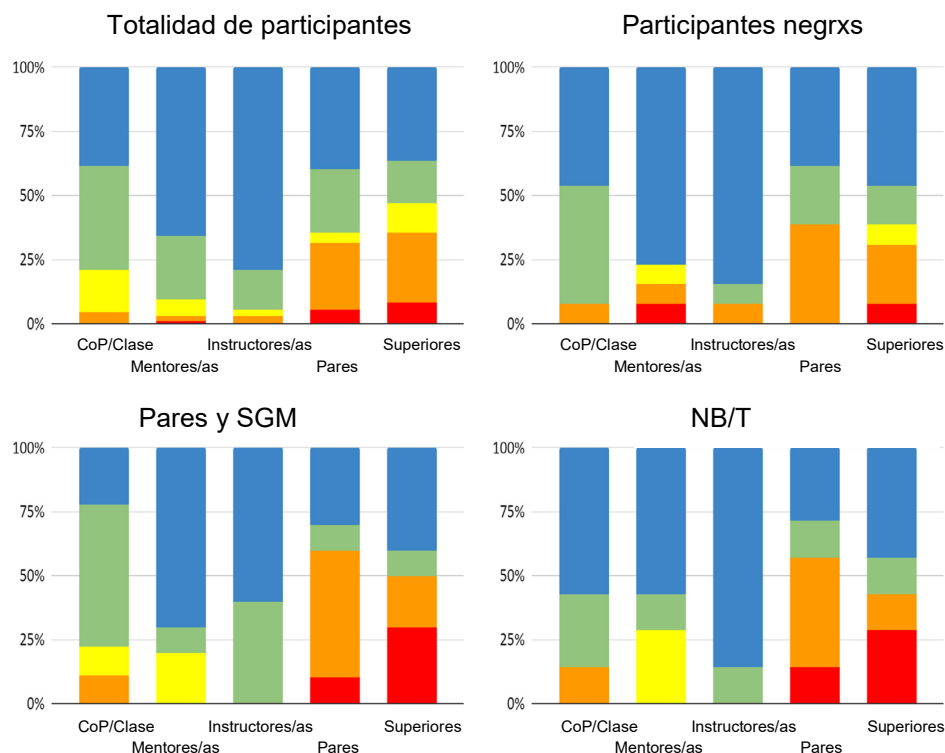 Totalidad de participantes
100%
75%
50%
25%
0%
CoP/Clase Instructores/as Superiores
Mentores/as Pares
Participantes negrxs
100%
75%
50%
25%
0%
CoP/Clase Instructores/as Superiores
Mentores/as Pares
Pares y SGM
100%
75%
50%
25%
0%
CoP/Clase Instructores/as Superiores
Mentores/as Pares
NB/T
100%
75%
50%
25%
0%
CoP/Clase Instructores/as Superiores
Mentores/as Pares